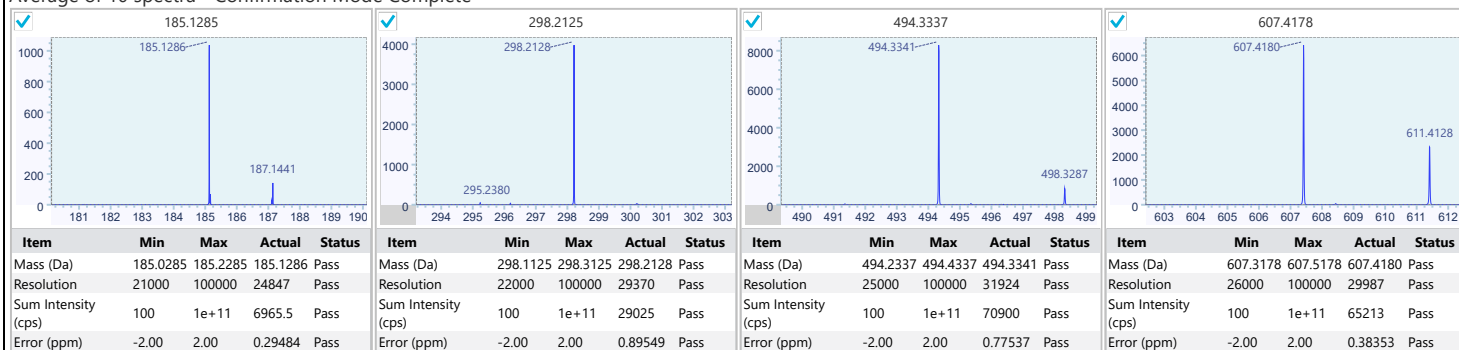 Average of 10 spectra - Confirmation Mode Complete
185.1285
1000
800
600
400
200
0
185.1286
187.1441
181 182 183 184 185 186 187 188 189 190
Item Min Max Actual Status
Mass (Da) 185.0285 185.2285 185.1286 Pass
Resolution 21000 100000 24847 Pass
Sum Intensity
(cps) 100 1e+11 6965.5 Pass
Error (ppm) -2.00 2.00 0.29484 Pass
298.2125
4000
3000
2000
1000
0
298.2128
295.2380
294 295 296 297 298 299 300 301 302 303
Item Min Max Actual Status
Mass (Da) 298.1125 298.3125 298.2128 Pass
Resolution 22000 100000 29370 Pass
Sum Intensity
(cps) 100 1e+11 29025 Pass
Error (ppm) -2.00 2.00 0.89549 Pass
494.3337
8000
6000
4000
2000
0
494.3341
498.3287
490 491 492 493 494 495 496 497 498 499
Item Min Max Actual Status
Mass (Da) 494.2337 494.4337 494.3341 Pass
Resolution 25000 100000 31924 Pass
Sum Intensity
(cps) 100 1e+11 70900 Pass
Error (ppm) -2.00 2.00 0.77537 Pass
607.4178
6000
5000
4000
3000
2000
1000
0
607.4180
611.4128
603 604 605 606 607 608 609 610 611 612
Item Min Max Actual Status
Mass (Da) 607.3178 607.5178 607.4180 Pass
Resolution 26000 100000 29987 Pass
Sum Intensity
(cps) 100 1e+11 65213 Pass
Error (ppm) -2.00 2.00 0.38353 Pass